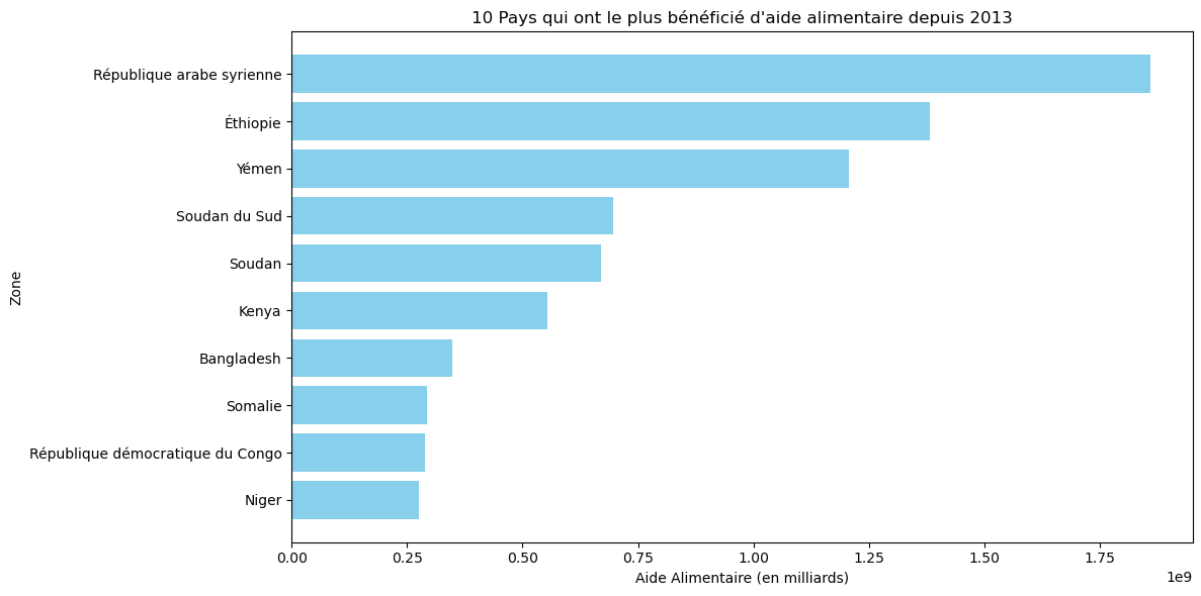 10 Pays qui ont le plus bénéficié d'aide alimentaire depuis 2013
République arabe syrienne
Éthiopie
Yémen
Soudan du Sud
Soudan
Kenya
Bangladesh
Somalie
République démocratique du Congo
Niger
Zone
0.00 0.25 0.50 0.75 1.00 1.25 1.50 1.75
1e9
Aide Alimentaire (en milliards)